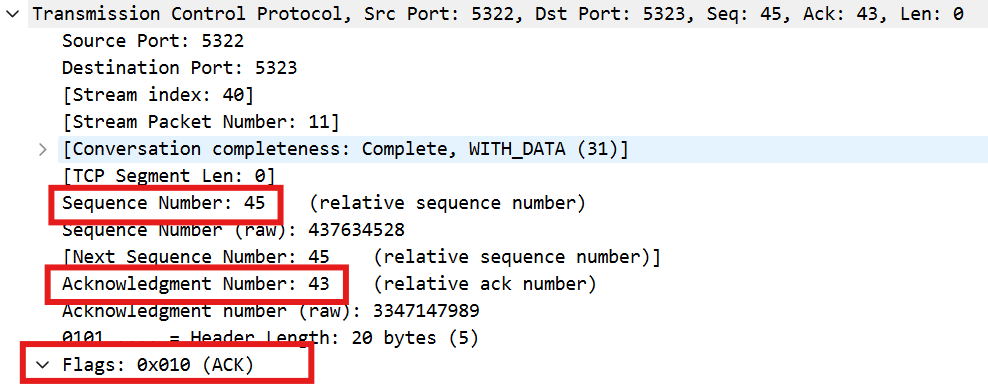 Transmission Control Protocol, Src Port: 5322, Dst Port: 5323, Seq: 45, Ack: 43, Len: 0
Source Port: 5322
Destination Port: 5323
[Stream index: 40]
[Stream Packet Number: 11]
[Conversation completeness: Complete, WITH_DATA (31)]
[TCP Segment Len: 0]
Sequence Number: 45    (relative sequence number)
Sequence Number (raw): 437634528
[Next Sequence Number: 45    (relative sequence number)]
Acknowledgment Number: 43    (relative ack number)
Acknowledgment number (raw): 3347147989
0101 .... = Header Length: 20 bytes (5)
Flags: 0x010 (ACK)